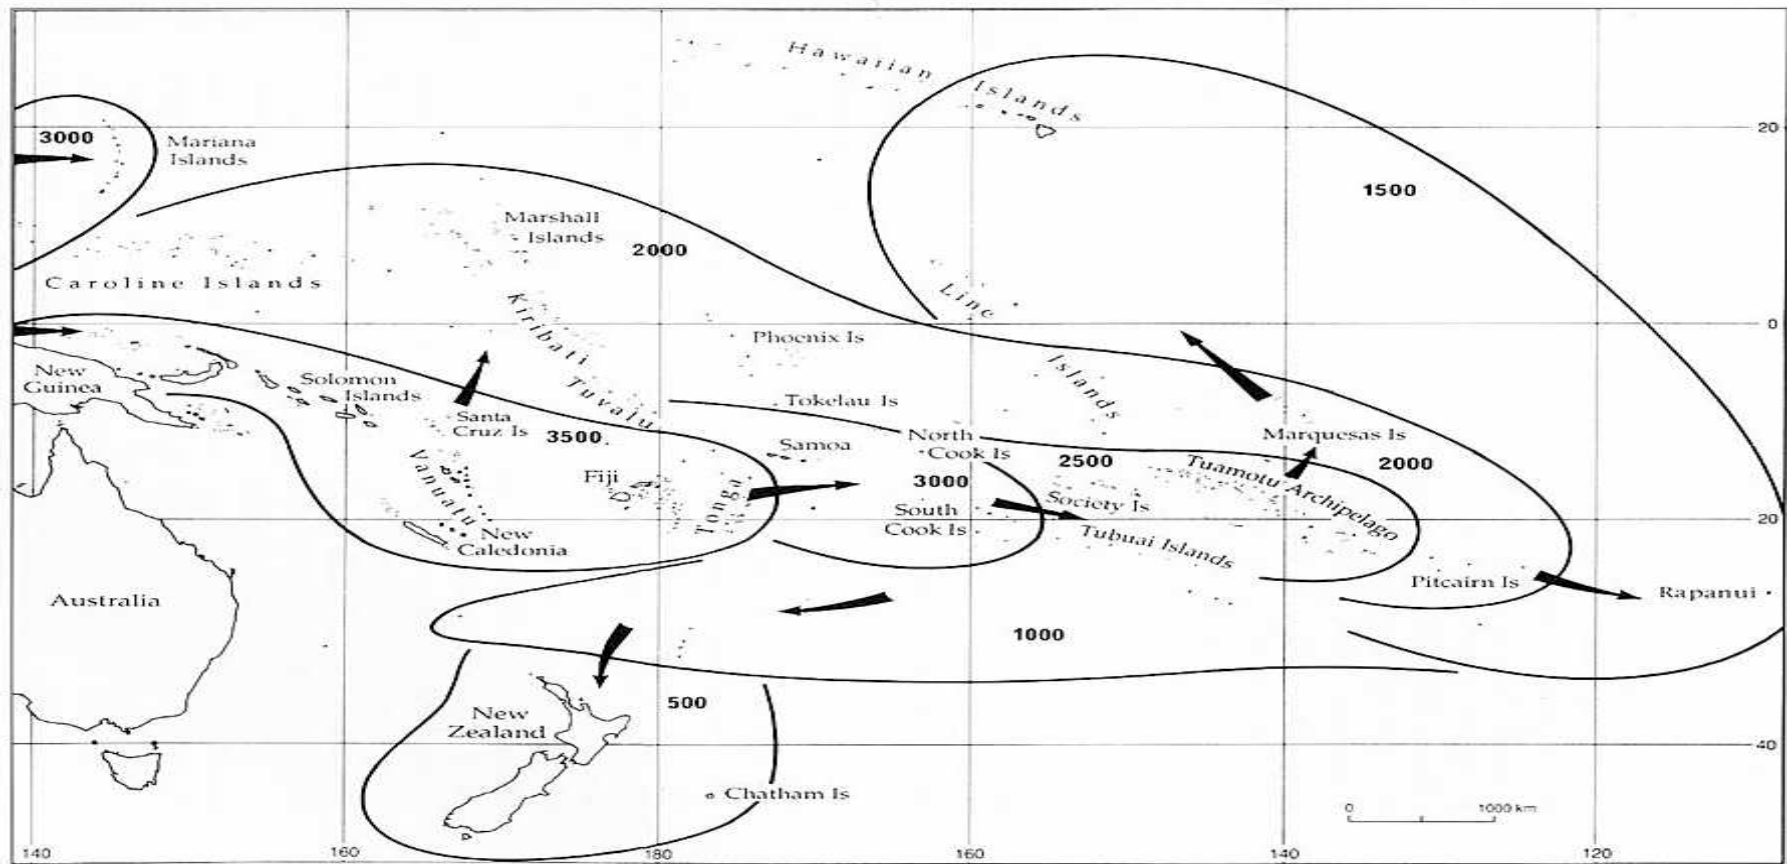 Hawaiian Islands
3000
Mariana
Islands
20
1500
Marshall
Islands
2000
Caroline Islands
Kiribati
Line
Islands
0
Phoenix Is
New
Guinea
Solomon
Islands
Tuvalu
Tokelau Is
Santa
Cruz Is
3500
Samoa
North
Cook Is
Marquesas Is
2500
2000
Vanuatu
Fiji
Tonga
3000
Tuamotu Archipelago
Society Is
South
Cook Is
20
New
Caledonia
Tubuai Islands
Pitcairn Is
Rapanui
Australia
1000
500
New
Zealand
40
Chatham Is
0
1000 km
140
160
180
160
140
120